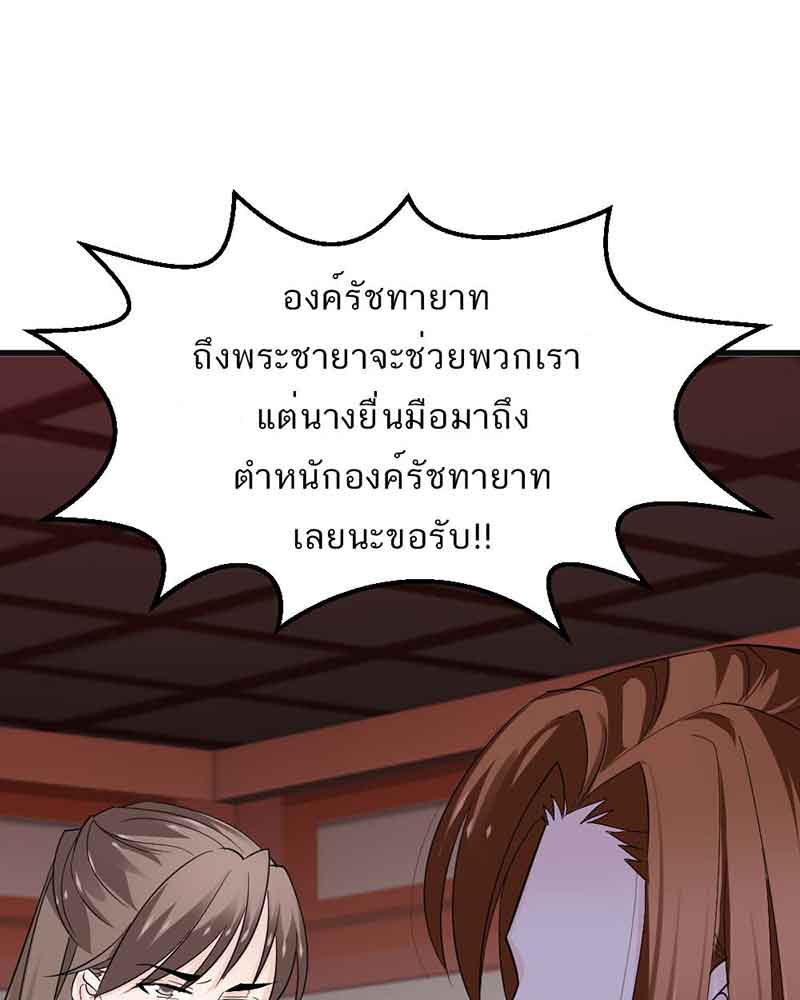 องค์รัชทายาท
ถึงพระชายาจะช่วยพวกเรา
แต่นางยื่นมือมาถึง
ตำหนักองค์รัชทายาท
เลยนะขอรับ!!